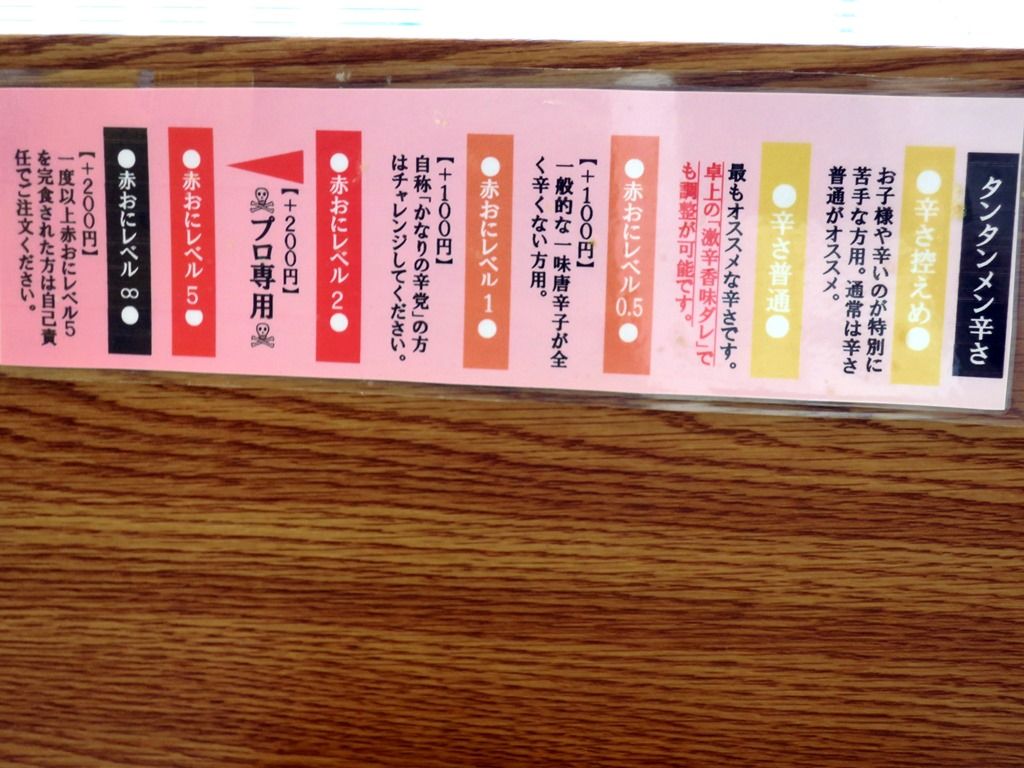 タンタンメン辛さ
●辛さ控えめ●
お子様や辛いのが特別に
苦手な方用。通常は辛さ
普通がオススメ。
●辛さ普通●
最もオススメな辛さです。
卓上の「激辛香味ダレ」で
も調整が可能です。
●赤おにレベル0.5●
【+100円】
一般的な一味唐辛子が全
く辛くない方用。
●赤おにレベル1●
【+100円】
自称「かなりの辛党」の方
はチャレンジしてください。
●赤おにレベル2●
【+200円】
☠プロ専用☠
●赤おにレベル5●
●赤おにレベル∞●
【+200円】
一度以上赤おにレベル5
を完食された方は自己責
任でご注文ください。